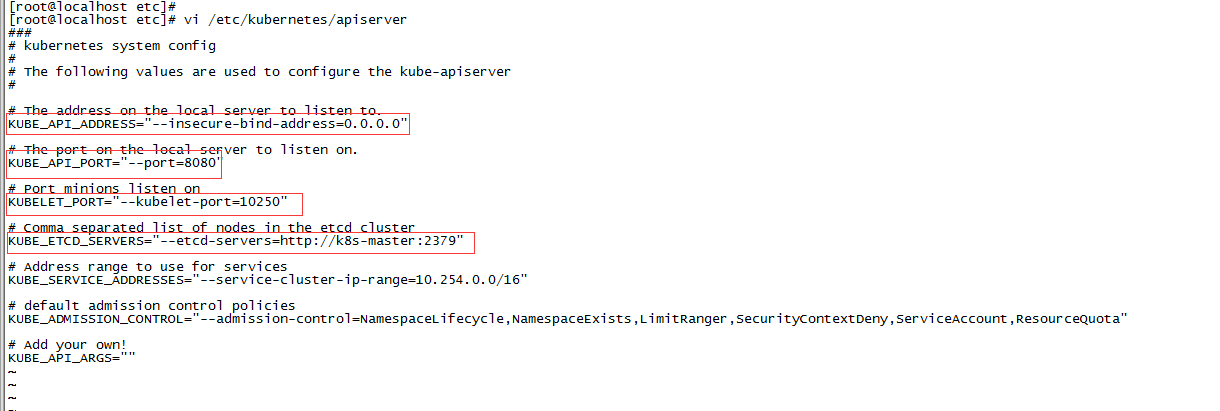 [root@localhost etc]#
[root@localhost etc]# vi /etc/kubernetes/apiserver
###
# kubernetes system config
#
# The following values are used to configure the kube-apiserver
#
# The address on the local server to listen to.
KUBE_API_ADDRESS="--insecure-bind-address=0.0.0.0"
# The port on the local server to listen on.
KUBE_API_PORT="--port=8080"
# Port minions listen on
KUBELET_PORT="--kubelet-port=10250"
# Comma separated list of nodes in the etcd cluster
KUBE_ETCD_SERVERS="--etcd-servers=http://k8s-master:2379"
# Address range to use for services
KUBE_SERVICE_ADDRESSES="--service-cluster-ip-range=10.254.0.0/16"
# default admission control policies
KUBE_ADMISSION_CONTROL="--admission-control=NamespaceLifecycle,NamespaceExists,LimitRanger,SecurityContextDeny,ServiceAccount,ResourceQuota"
# Add your own!
KUBE_API_ARGS=""
~
~
~
~